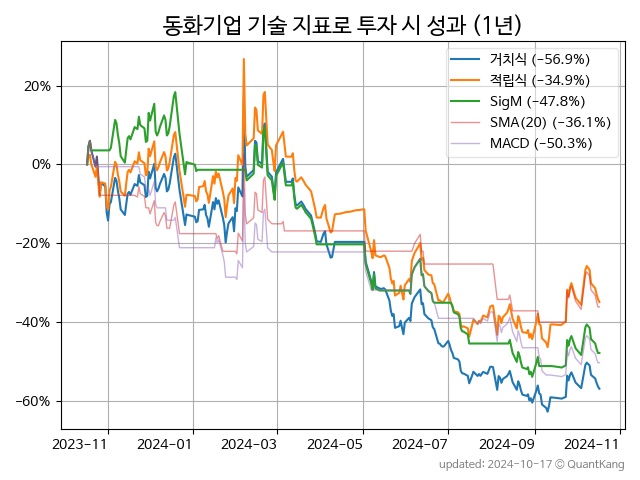 동화기업 기술 지표로 투자 시 성과 (1년)
거치식 (−56.9%)
적립식 (−34.9%)
SigM (−47.8%)
SMA(20) (−36.1%)
MACD (−50.3%)
20%
0%
−20%
−40%
−60%
2023-11 2024-01 2024-03 2024-05 2024-07 2024-09 2024-11
updated: 2024-10-17 © QuantKang